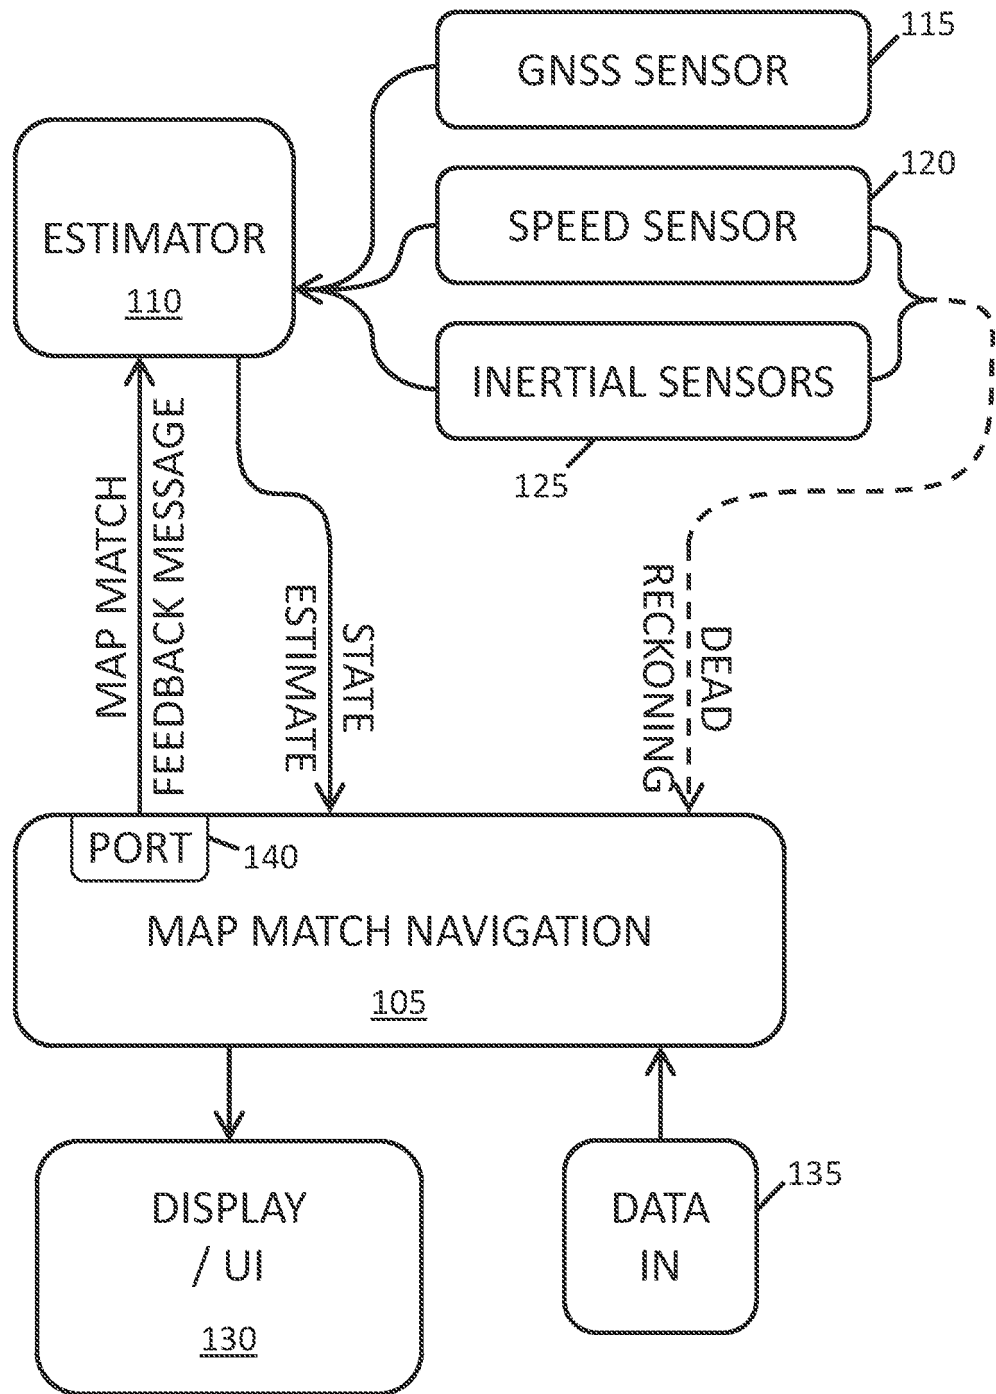 GNSS SENSOR
115
SPEED SENSOR
120
INERTIAL SENSORS
125
ESTIMATOR
110
MAP MATCH
FEEDBACK MESSAGE
STATE
ESTIMATE
DEAD
RECKONING
PORT
140
MAP MATCH NAVIGATION
105
DISPLAY
/ UI
130
DATA
IN
135